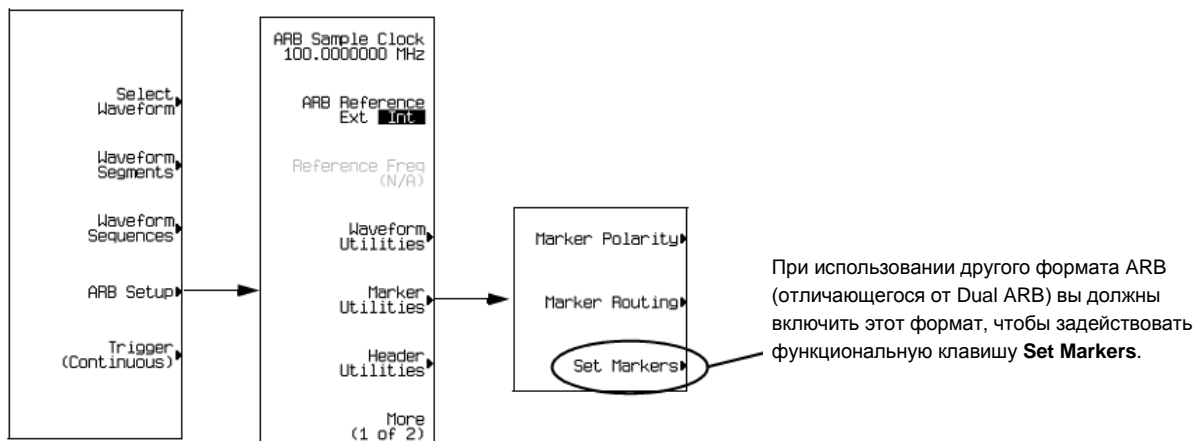 Select
Waveform
Waveform
Segments
Waveform
Sequences
ARB Setup
Trigger
(Continuous)
ARB Sample Clock
100.0000000 MHz
ARB Reference
Ext Int
Reference Freq
(N/A)
Waveform
Utilities
Marker
Utilities
Header
Utilities
More
(1 of 2)
Marker Polarity
Marker Routing
Set Markers
При использовании другого формата ARB
(отличающегося от Dual ARB) вы должны
включить этот формат, чтобы задействовать
функциональную клавишу Set Markers.